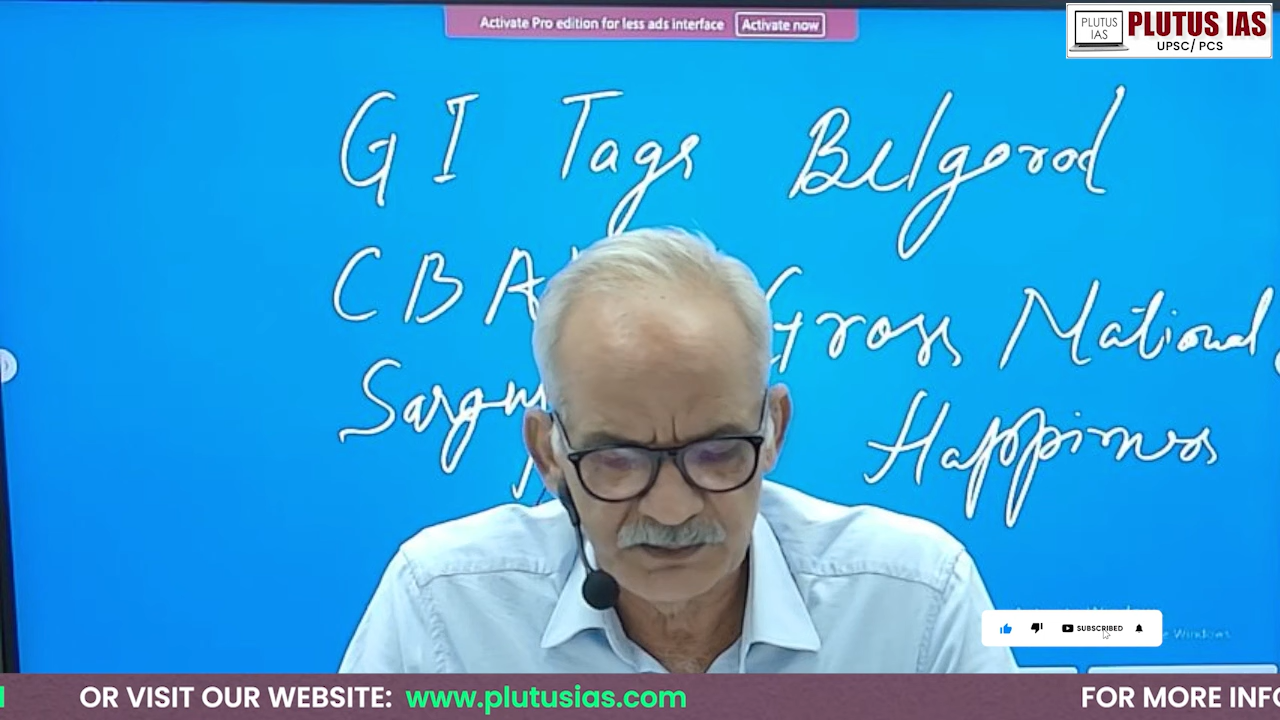 Activate Pro edition for less ads interface Activate now
PLUTUS IAS
PLUTUS IAS
UPSC/ PCS
GI Tags Belgorod
CBA
Gross National
Happiness
SUBSCRIBED
OR VISIT OUR WEBSITE: www.plutusias.com
FOR MORE INFO